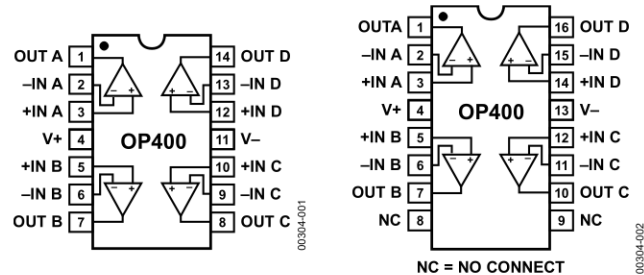 OUT A 1 14 OUT D
–IN A 2 – + + – 13 –IN D
+IN A 3 12 +IN D
V+ 4 OP400 11 V–
+IN B 5 10 +IN C
–IN B 6 – + + – 9 –IN C
OUT B 7 8 OUT C
00304-001
OUTA 1 16 OUT D
–IN A 2 – + + – 15 –IN D
+IN A 3 14 +IN D
V+ 4 OP400 13 V–
+IN B 5 12 +IN C
–IN B 6 – + + – 11 –IN C
OUT B 7 10 OUT C
NC 8 9 NC
NC = NO CONNECT
00304-002